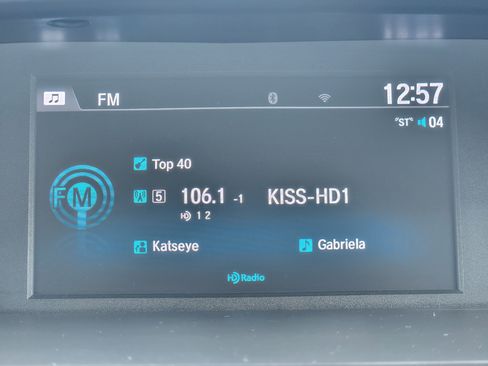 FM 12:57
"ST" 04
Top 40
FM 5 106.1 -1 KISS-HD1
HD 1 2
Katseye Gabriela
HD Radio